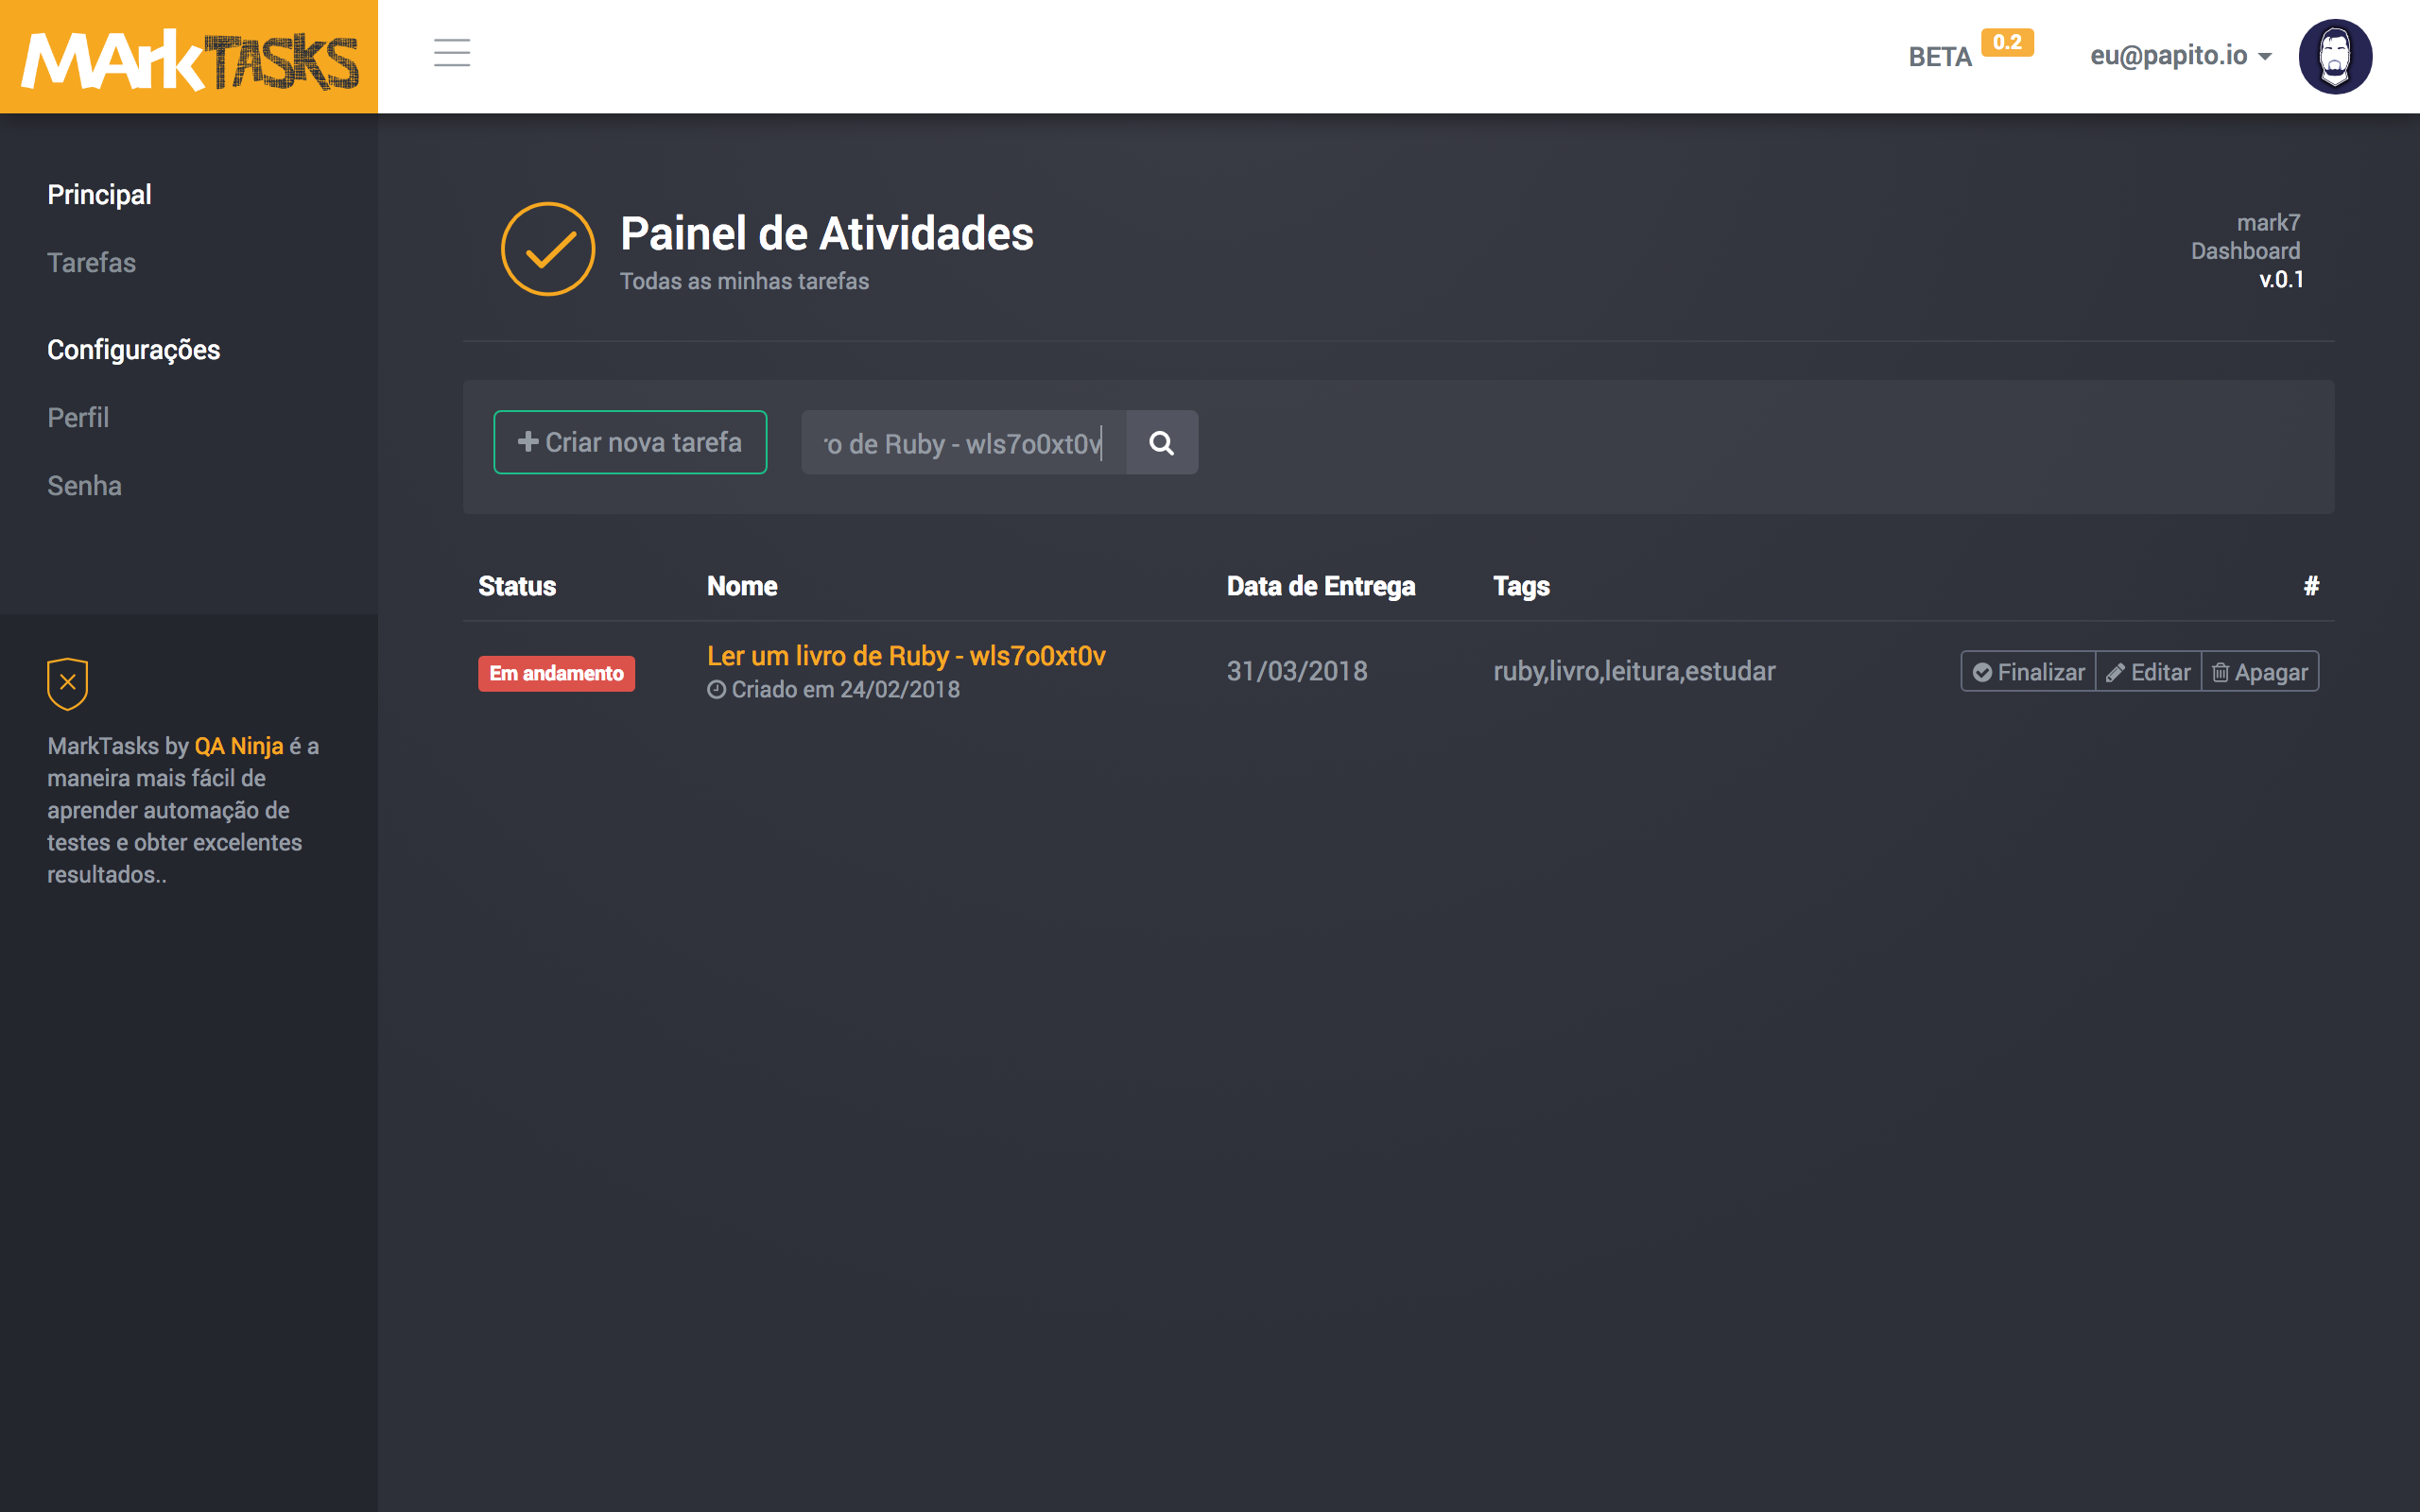 MArk TASKS
BETA 0.2
eu@papito.io
Principal
Tarefas
Configurações
Perfil
Senha
MarkTasks by QA Ninja é a
maneira mais fácil de
aprender automação de
testes e obter excelentes
resultados..
Painel de Atividades
Todas as minhas tarefas
mark7
Dashboard
v.0.1
Criar nova tarefa
o de Ruby - wls7o0xt0v
Status Nome Data de Entrega Tags #
Em andamento
Ler um livro de Ruby - wls7o0xt0v
Criado em 24/02/2018
31/03/2018
ruby,livro,leitura,estudar
Finalizar Editar Apagar